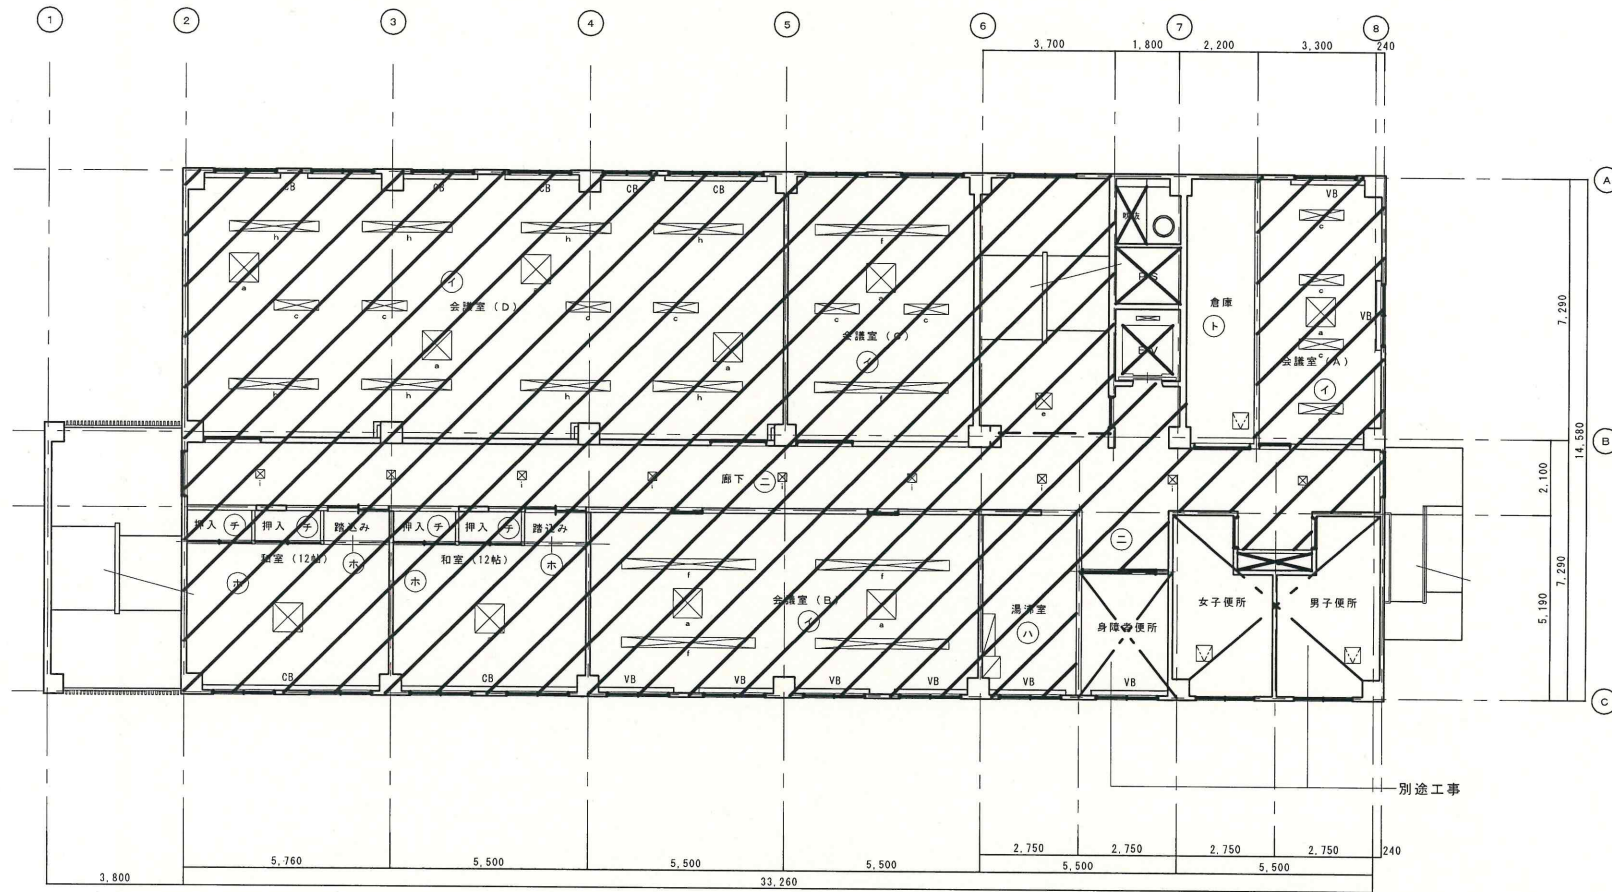 1 2 3 4 5 6 7 8
3,700 1,800 2,200 3,300 240
A
CB CB CB CB CB VB
h h h h f c
PS
イ
会議室(D)
倉庫
ト
a a a a a a
c c c c c c c c
VB
7,290
会議室(C)
イ
EV
会議室(A)
イ
h h h h f
e
14,580
B
廊下 ニ
i i i i i i i
2,100
押入 チ 押入 チ 踏込み 押入 チ 押入 チ 踏込み
和室(12帖) ホ 和室(12帖) ホ
ホ ホ
ニ
f f
a a
会議室(B)
イ
湯沸室
ハ
女子便所 男子便所
身障者便所
7,290
5,190
f f
CB CB VB VB VB VB VB VB
C
別途工事
2,750 2,750 2,750 2,750 240
5,760 5,500 5,500 5,500 5,500 5,500
3,800 33,260